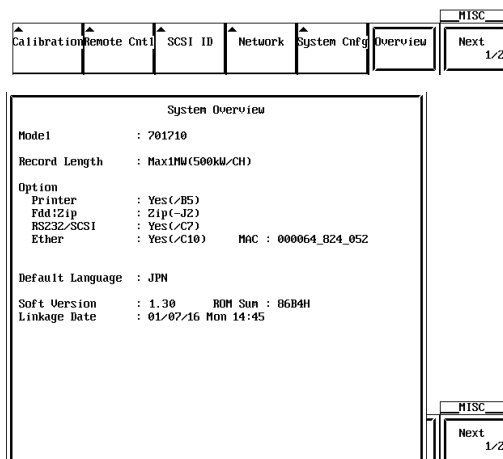 MISC
Calibration Remote Cntl SCSI ID Network System Cnfg Overview Next
1/2
System Overview
Model : 701710
Record Length : Max1MW(500kW/CH)
Option
Printer : Yes(/B5)
Fdd¦Zip : Zip(-J2)
RS232/SCSI : Yes(/C7)
Ether : Yes(/C10) MAC : 000064_824_052
Default Language : JPN
Soft Version : 1.30 ROM Sum : 86B4H
Linkage Date : 01/07/16 Mon 14:45
MISC
Next
1/2